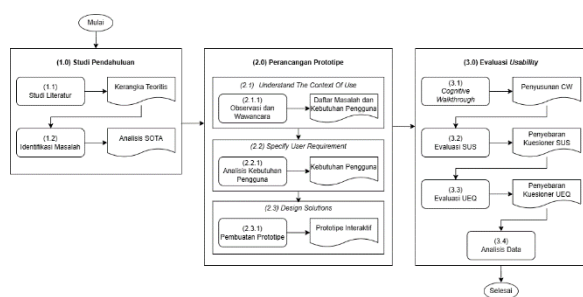 Mulai
(1.0) Studi Pendahuluan
(1.1)
Studi Literatur
Kerangka Teoritis
(1.2)
Identifikasi Masalah
Analisis SOTA
(2.0) Perancangan Prototipe
(2.1) Understand The Context Of Use
(2.1.1)
Observasi dan
Wawancara
Daftar Masalah dan
Kebutuhan Pengguna
(2.2) Specify User Requirement
(2.2.1)
Analisis Kebutuhan
Pengguna
Kebutuhan Pengguna
(2.3) Design Solutions
(2.3.1)
Pembuatan Prototipe
Prototipe Interaktif
(3.0) Evaluasi Usability
(3.1)
Cognitive
Walkthrough
Penyusunan CW
(3.2)
Evaluasi SUS
Penyebaran
Kuesioner SUS
(3.3)
Evaluasi UEQ
Penyebaran
Kuesioner UEQ
(3.4)
Analisis Data
Selesai